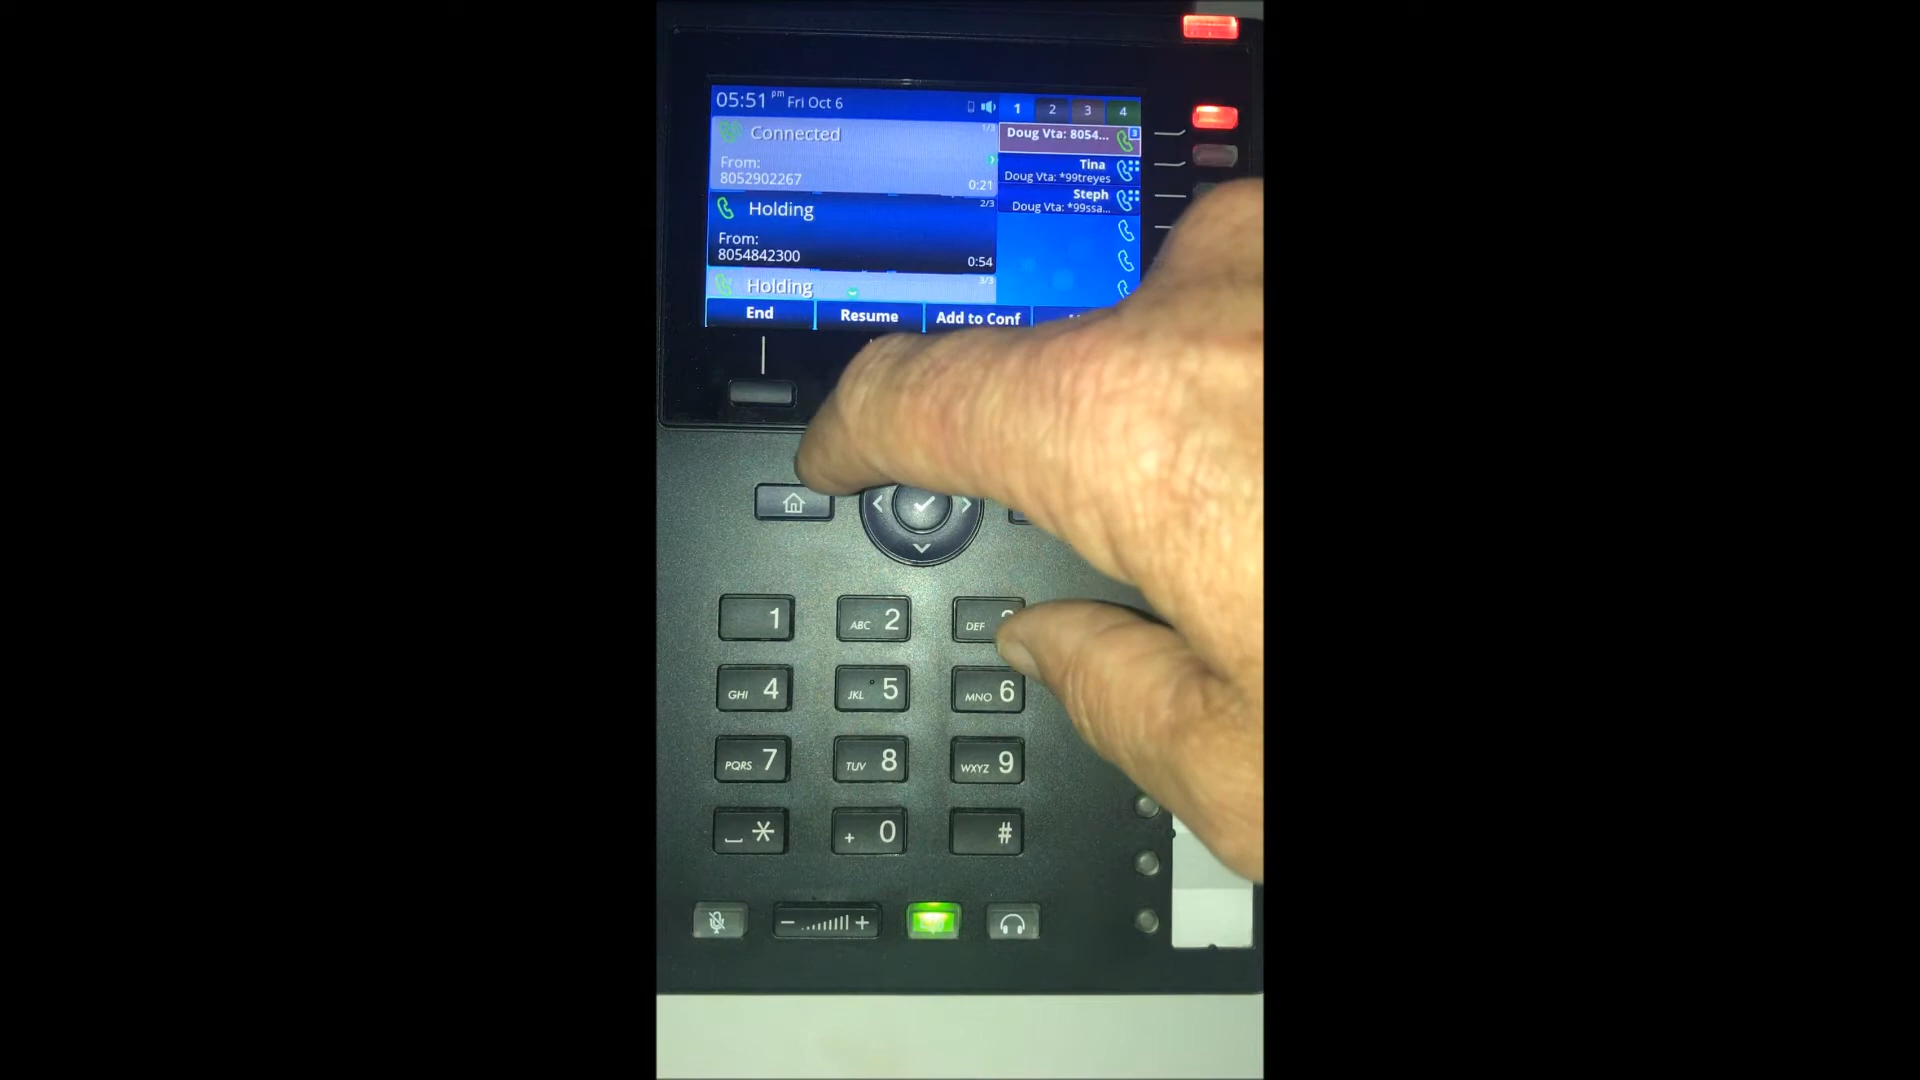 05:51 pm Fri Oct 6
1 2 3 4
Connected 1/3
From:
8052902267 0:21
Holding 2/3
From:
8054842300 0:54
Holding 3/3
Doug Vta: 8054... 3
Tina
Doug Vta: *99treyes
Steph
Doug Vta: *99ssa...
End Resume Add to Conf
1 ABC 2 DEF
GHI 4 JKL 5 MNO 6
PQRS 7 TUV 8 WXYZ 9
* + 0 #
- +